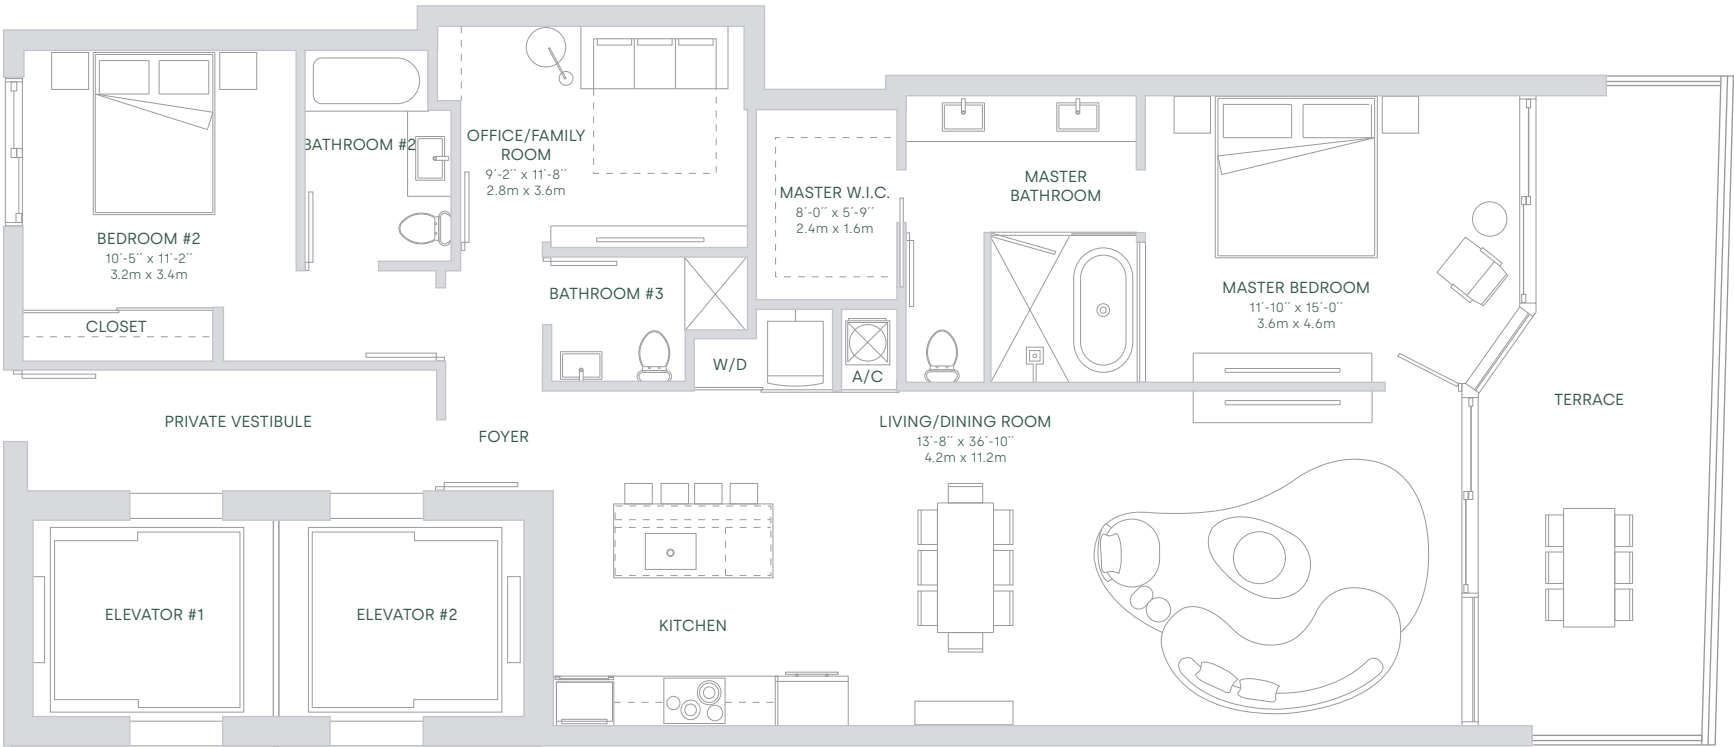 BEDROOM #2
10´-5´´ x 11´-2´´
3.2m x 3.4m
CLOSET
BATHROOM #2
OFFICE/FAMILY
ROOM
9´-2´´ x 11´-8´´
2.8m x 3.6m
BATHROOM #3
MASTER W.I.C.
8´-0´´ x 5´-9´´
2.4m x 1.6m
W/D
A/C
MASTER
BATHROOM
MASTER BEDROOM
11´-10´´ x 15´-0´´
3.6m x 4.6m
TERRACE
PRIVATE VESTIBULE
FOYER
LIVING/DINING ROOM
13´-8´´ x 36´-10´´
4.2m x 11.2m
ELEVATOR #1
ELEVATOR #2
KITCHEN